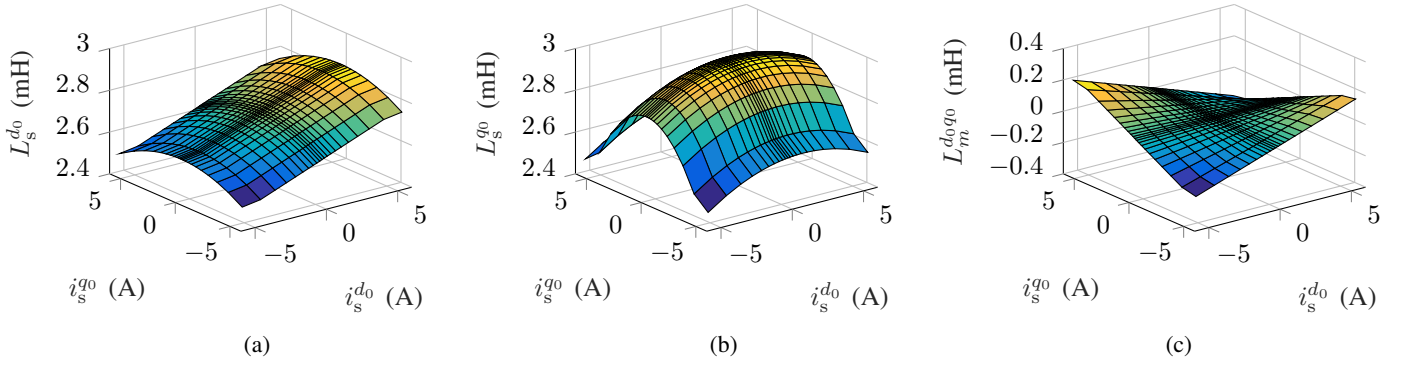 3
2.8
2.6
2.4
5
0
−5
−5
0
5
L_s^{d_0} (mH)
i_s^{q_0} (A)
i_s^{d_0} (A)
(a)
3
2.8
2.6
2.4
5
0
−5
−5
0
5
L_s^{q_0} (mH)
i_s^{q_0} (A)
i_s^{d_0} (A)
(b)
0.4
0.2
0
−0.2
−0.4
5
0
−5
−5
0
5
L_m^{d_0 q_0} (mH)
i_s^{q_0} (A)
i_s^{d_0} (A)
(c)